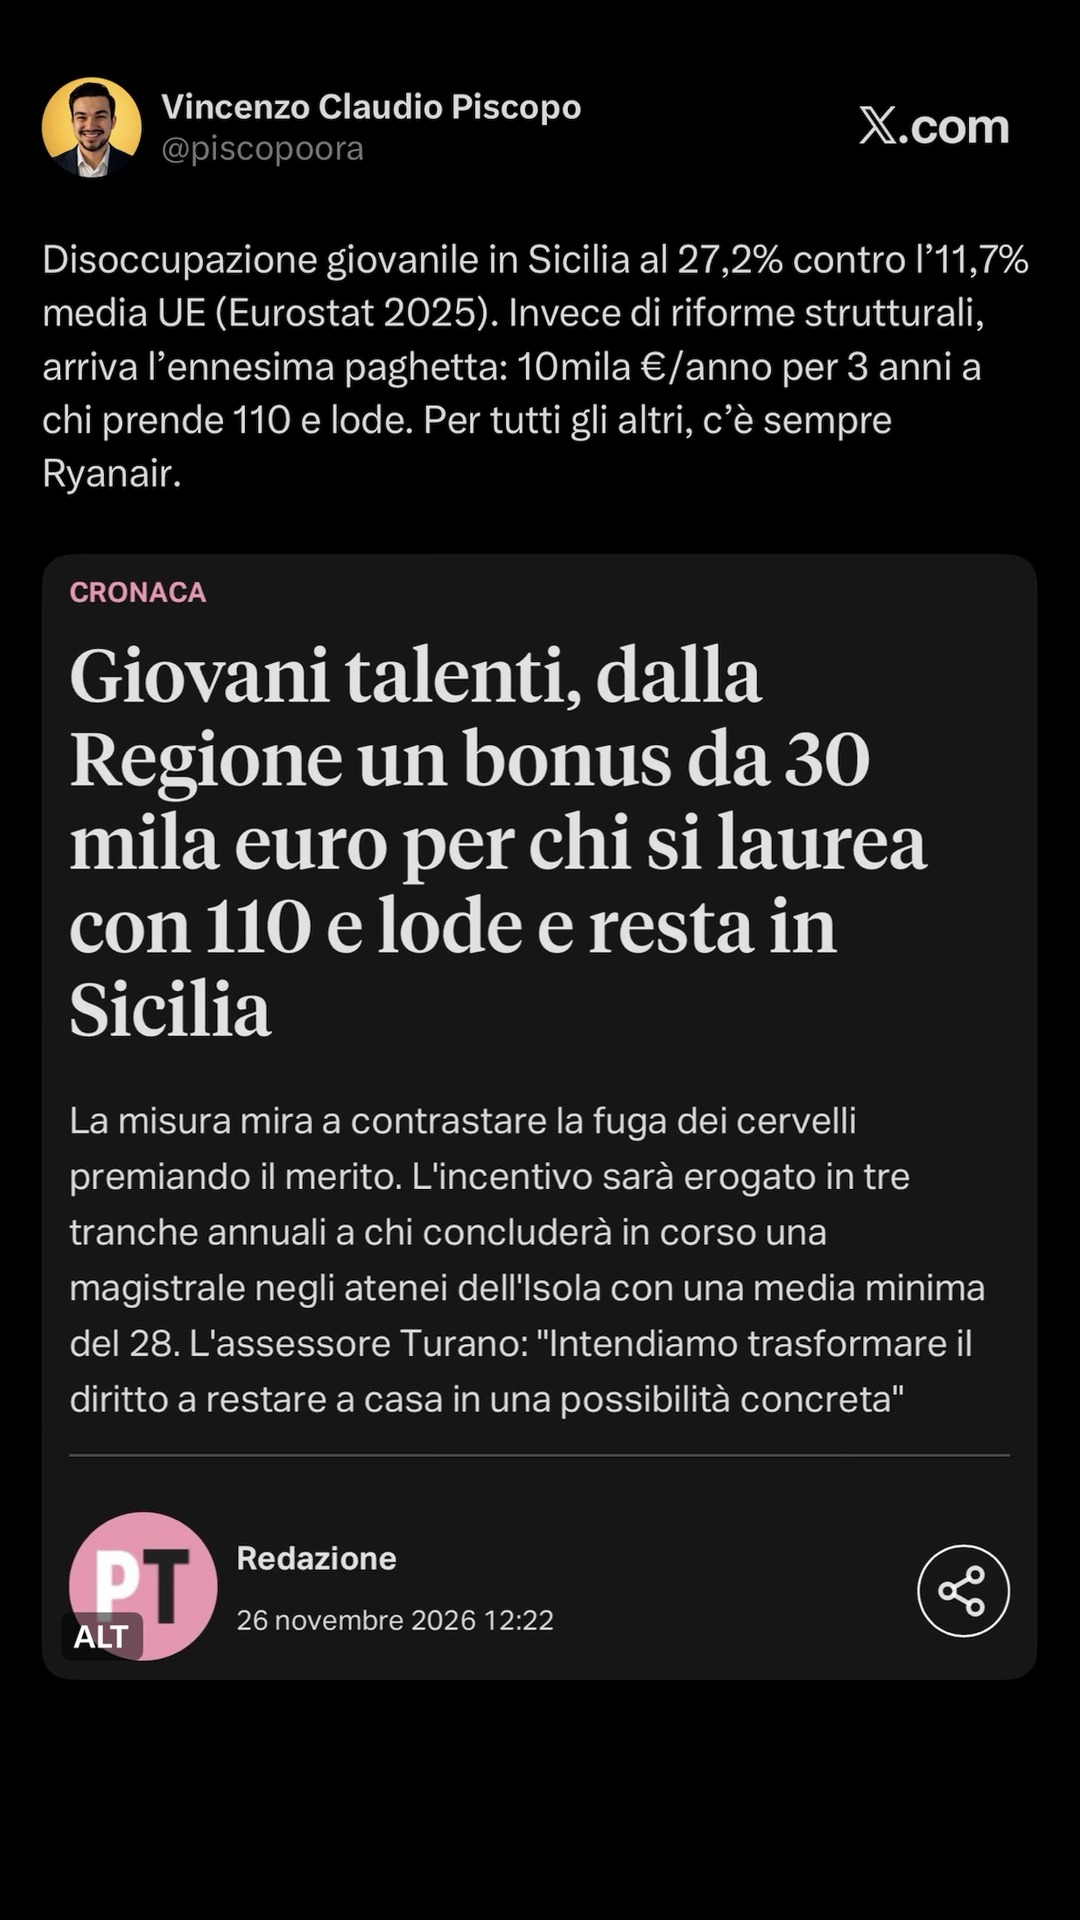 Vincenzo Claudio Piscopo
@piscopoora
X.com
Disoccupazione giovanile in Sicilia al 27,2% contro l’11,7%
media UE (Eurostat 2025). Invece di riforme strutturali,
arriva l’ennesima paghetta: 10mila €/anno per 3 anni a
chi prende 110 e lode. Per tutti gli altri, c’è sempre
Ryanair.
CRONACA
Giovani talenti, dalla
Regione un bonus da 30
mila euro per chi si laurea
con 110 e lode e resta in
Sicilia
La misura mira a contrastare la fuga dei cervelli
premiando il merito. L'incentivo sarà erogato in tre
tranche annuali a chi concluderà in corso una
magistrale negli atenei dell'Isola con una media minima
del 28. L'assessore Turano: "Intendiamo trasformare il
diritto a restare a casa in una possibilità concreta"
PT
ALT
Redazione
26 novembre 2026 12:22